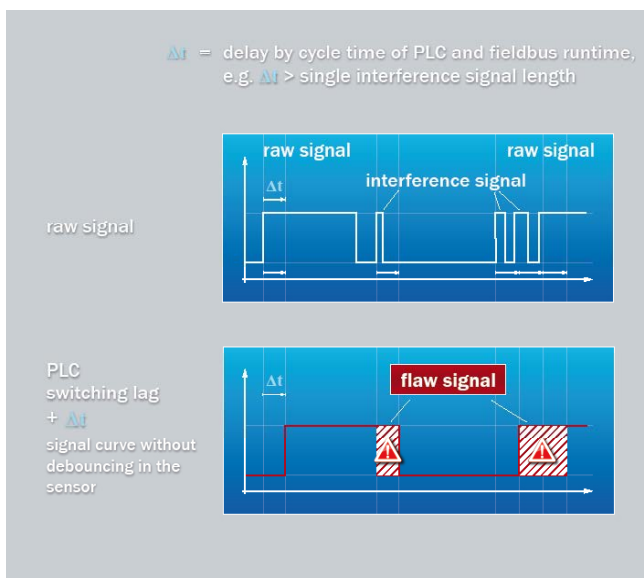 Δt = delay by cycle time of PLC and fieldbus runtime,
e.g. Δt > single interference signal length
raw signal raw signal
Δt interference signal
raw signal
PLC
switching lag
+ Δt
signal curve without
debouncing in the
sensor
Δt flaw signal